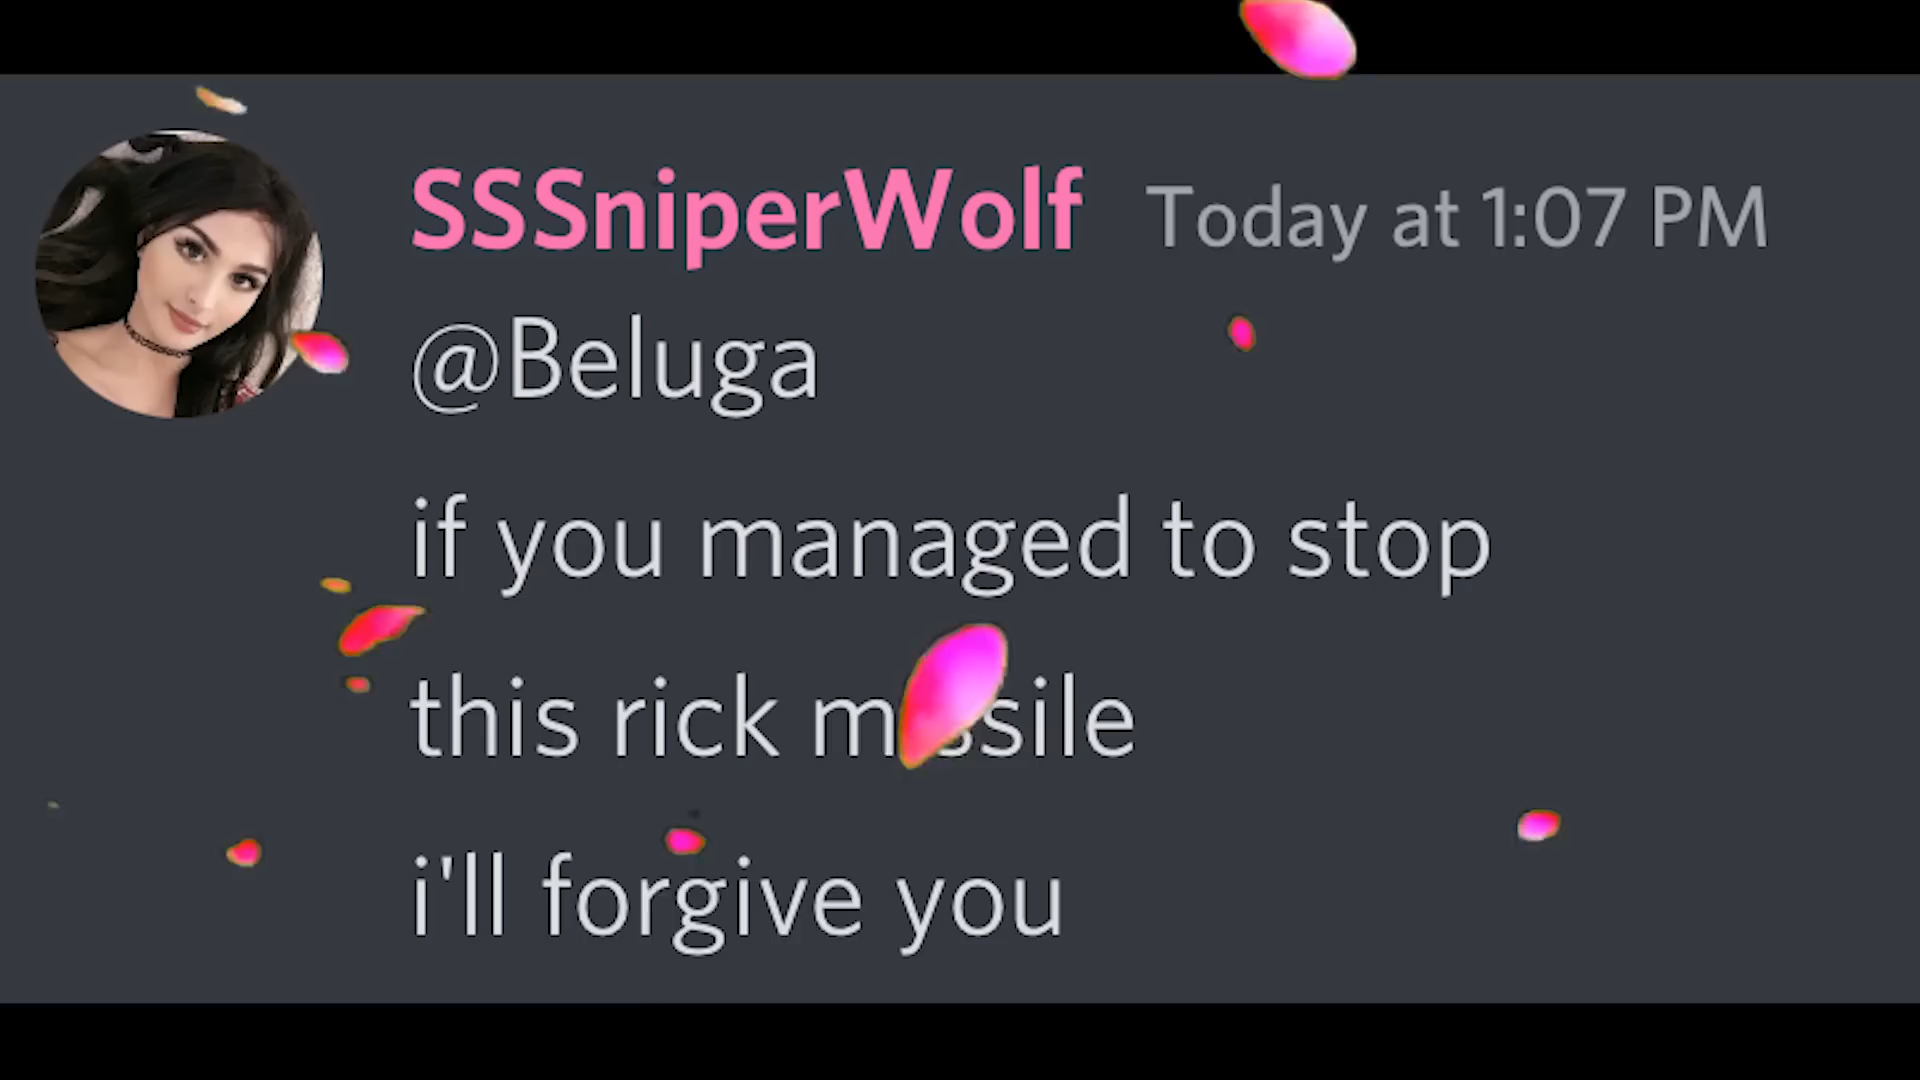 SSSniperWolf Today at 1:07 PM
@Beluga
if you managed to stop
this rick missile
i'll forgive you